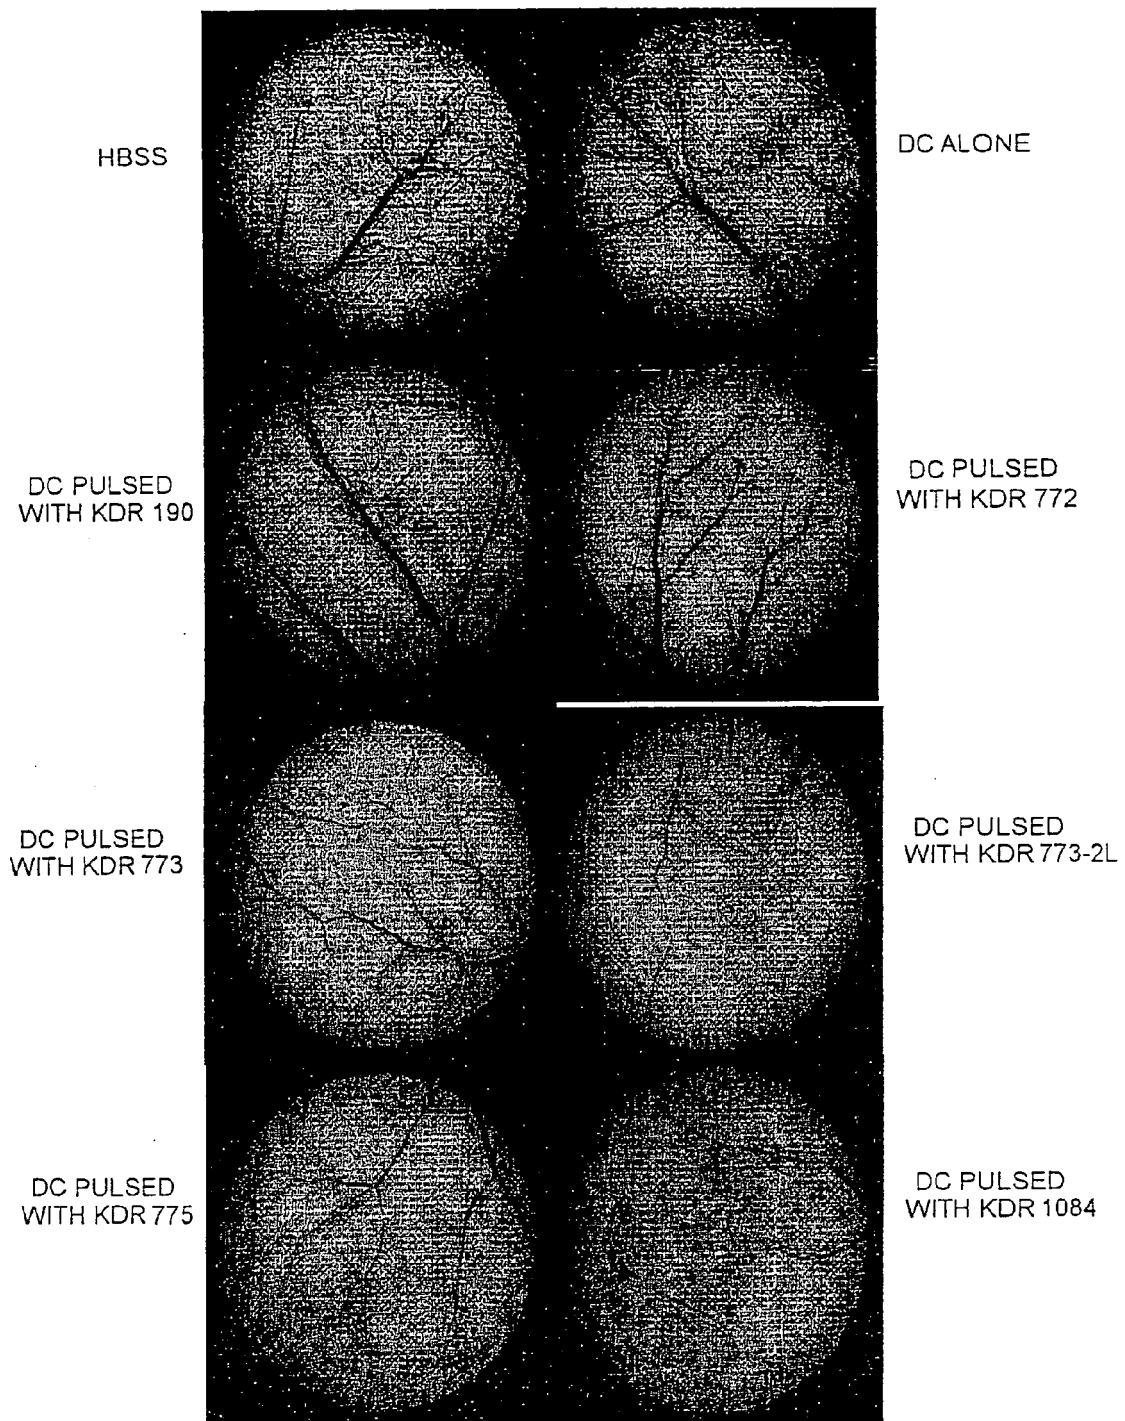 HBSS
DC ALONE
DC PULSED
WITH KDR 190
DC PULSED
WITH KDR 772
DC PULSED
WITH KDR 773
DC PULSED
WITH KDR 773-2L
DC PULSED
WITH KDR 775
DC PULSED
WITH KDR 1084